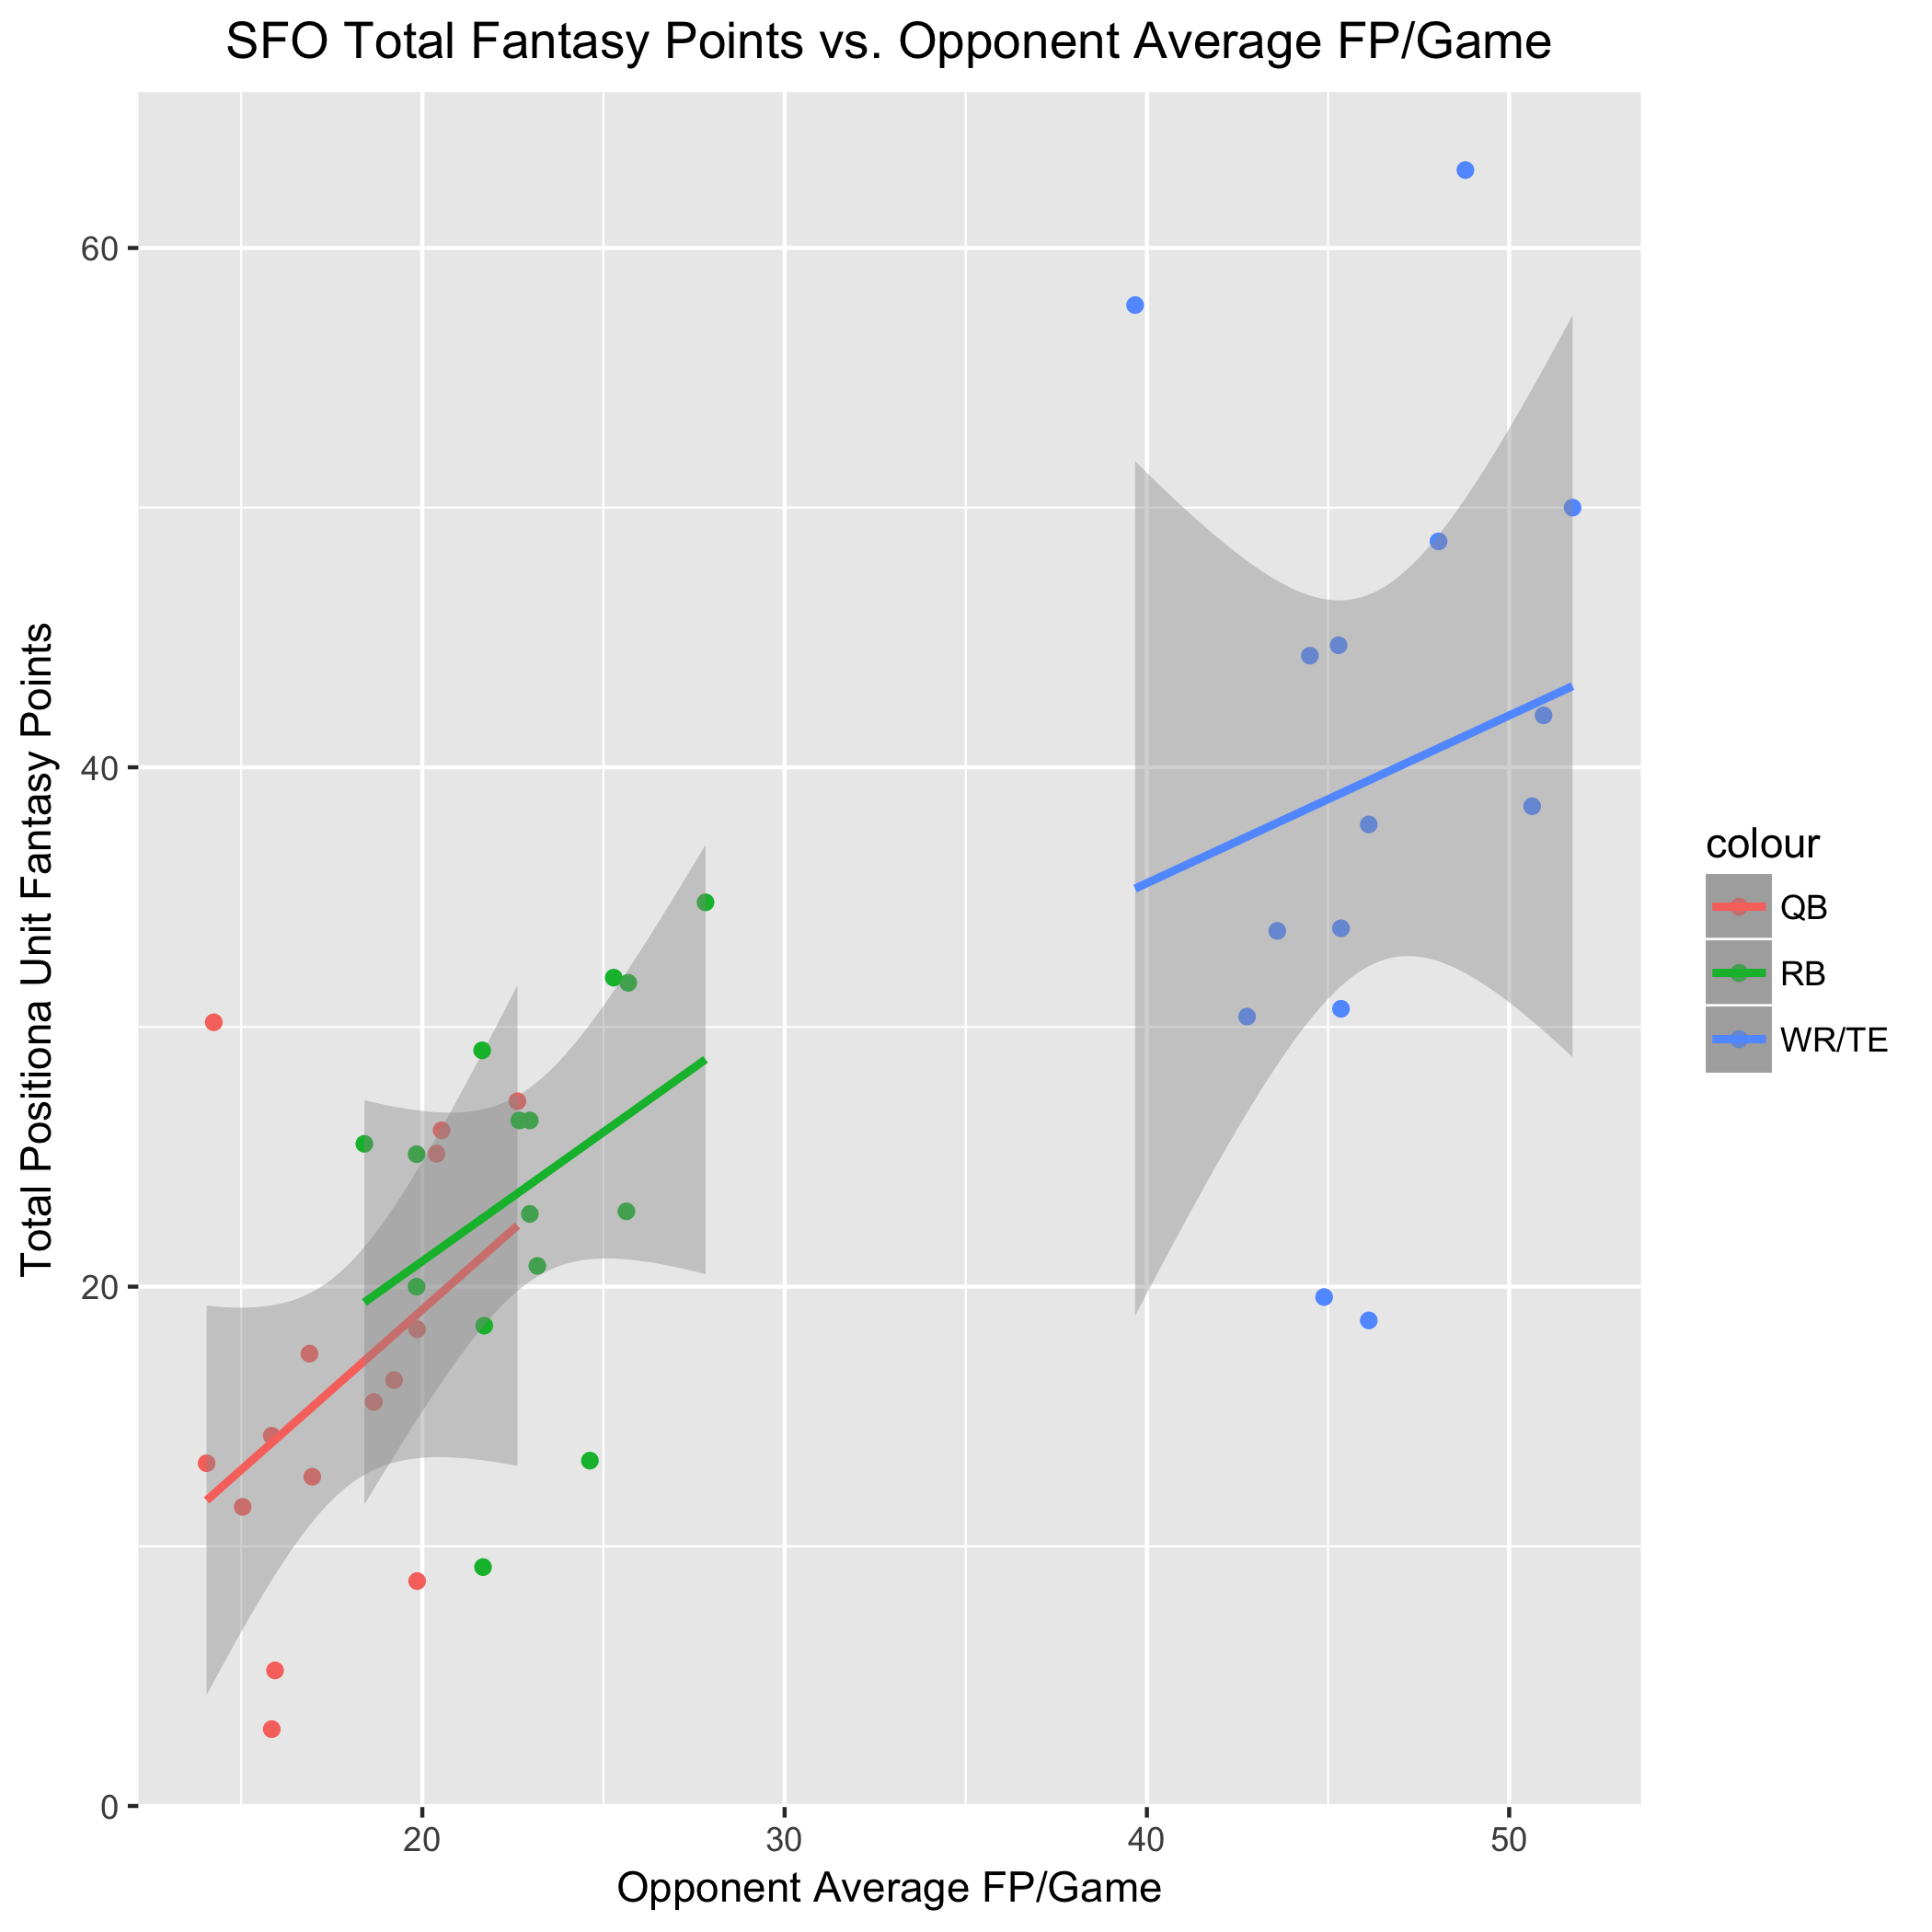 SFO Total Fantasy Points vs. Opponent Average FP/Game
Total Positiona Unit Fantasy Points
60
40
20
0
20
30
40
50
Opponent Average FP/Game
colour
QB
RB
WR/TE